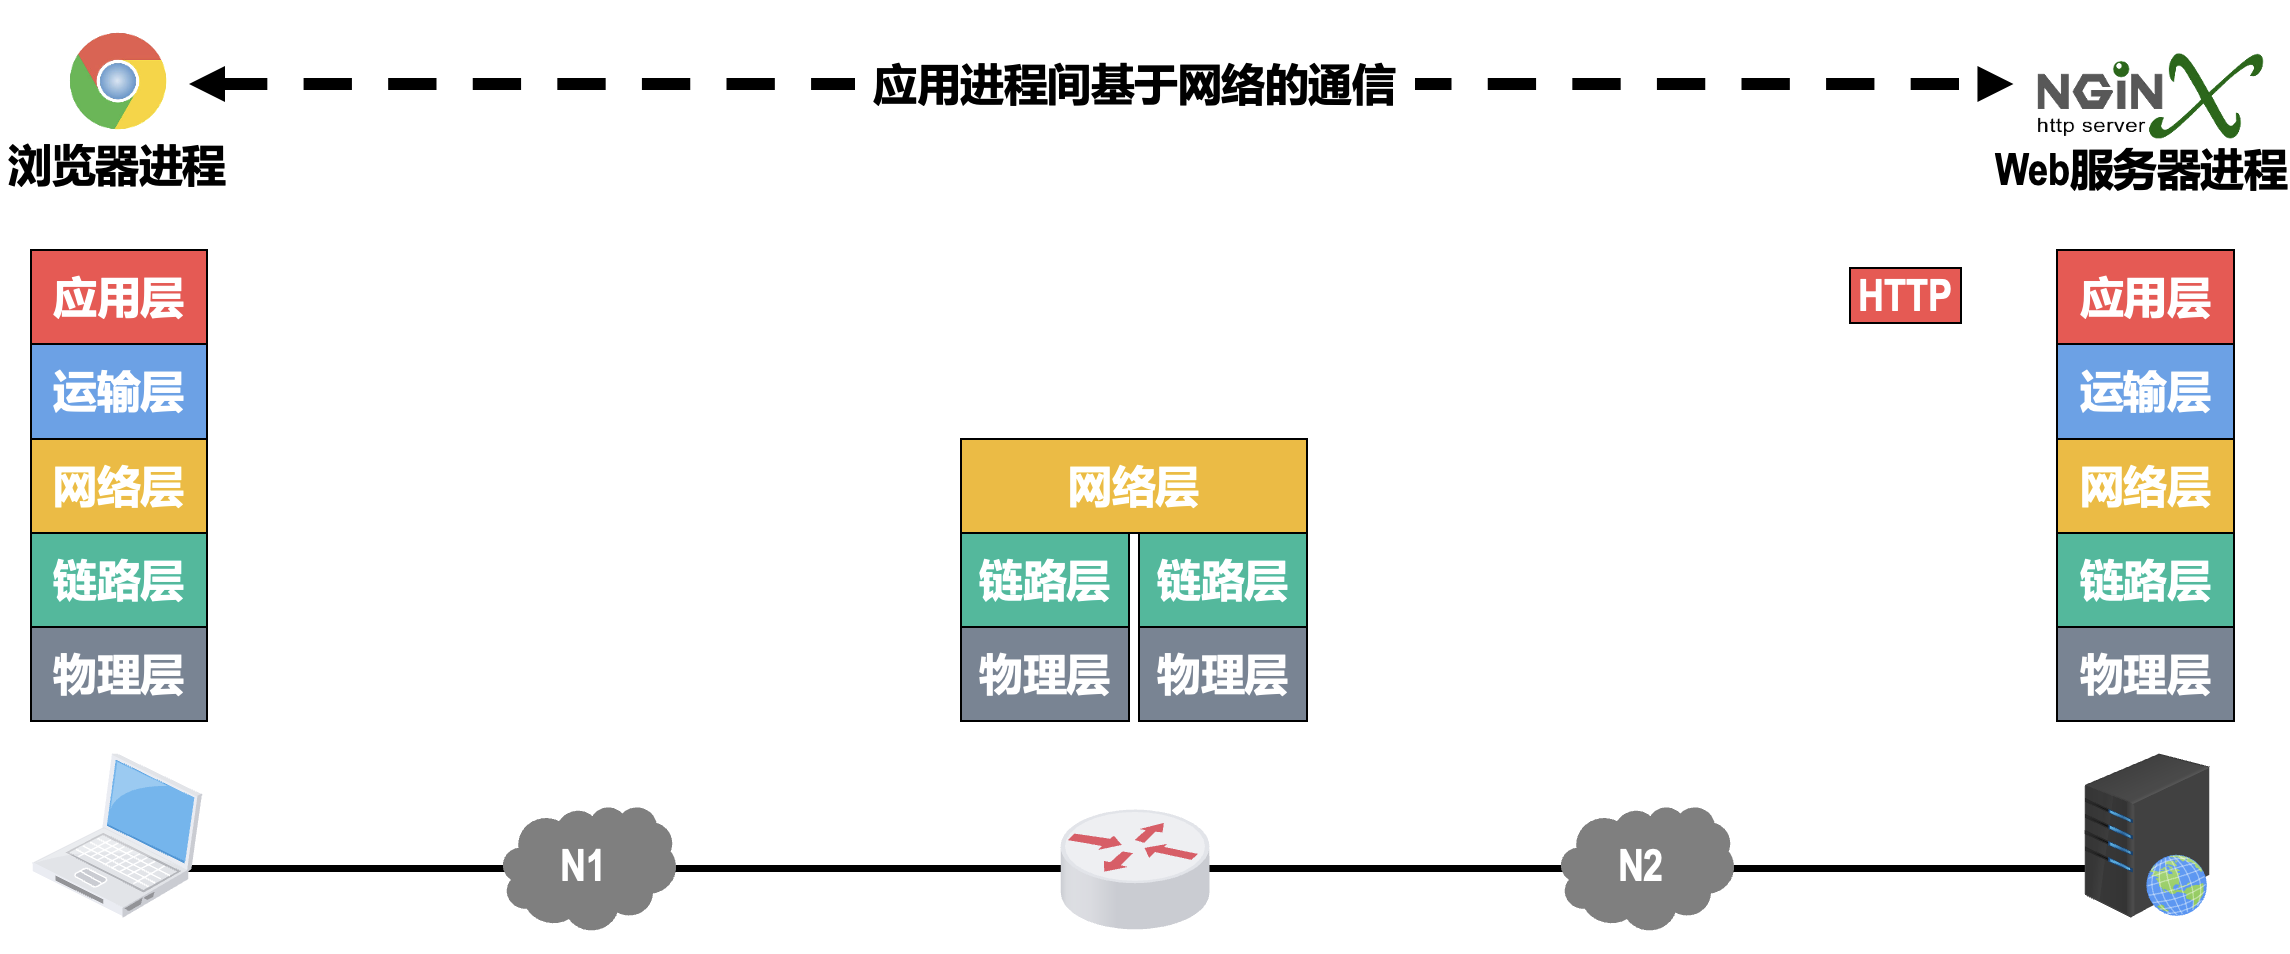 应用进程间基于网络的通信
NGiNX
http server
浏览器进程
Web服务器进程
应用层
运输层
网络层
链路层
物理层
网络层
链路层 链路层
物理层 物理层
HTTP
应用层
运输层
网络层
链路层
物理层
N1
N2